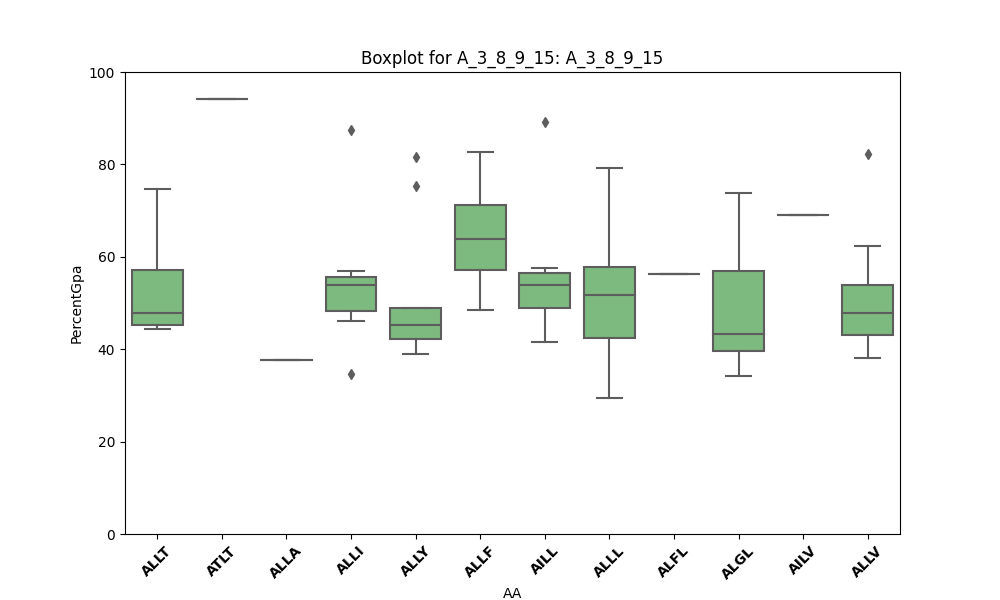 Boxplot for A_3_8_9_15: A_3_8_9_15
100
80
60
40
20
0
PercentGpa
ALLT
ATLT
ALLA
ALLI
ALLY
ALLF
AILL
ALLL
ALFL
ALGL
AILV
ALLV
AA